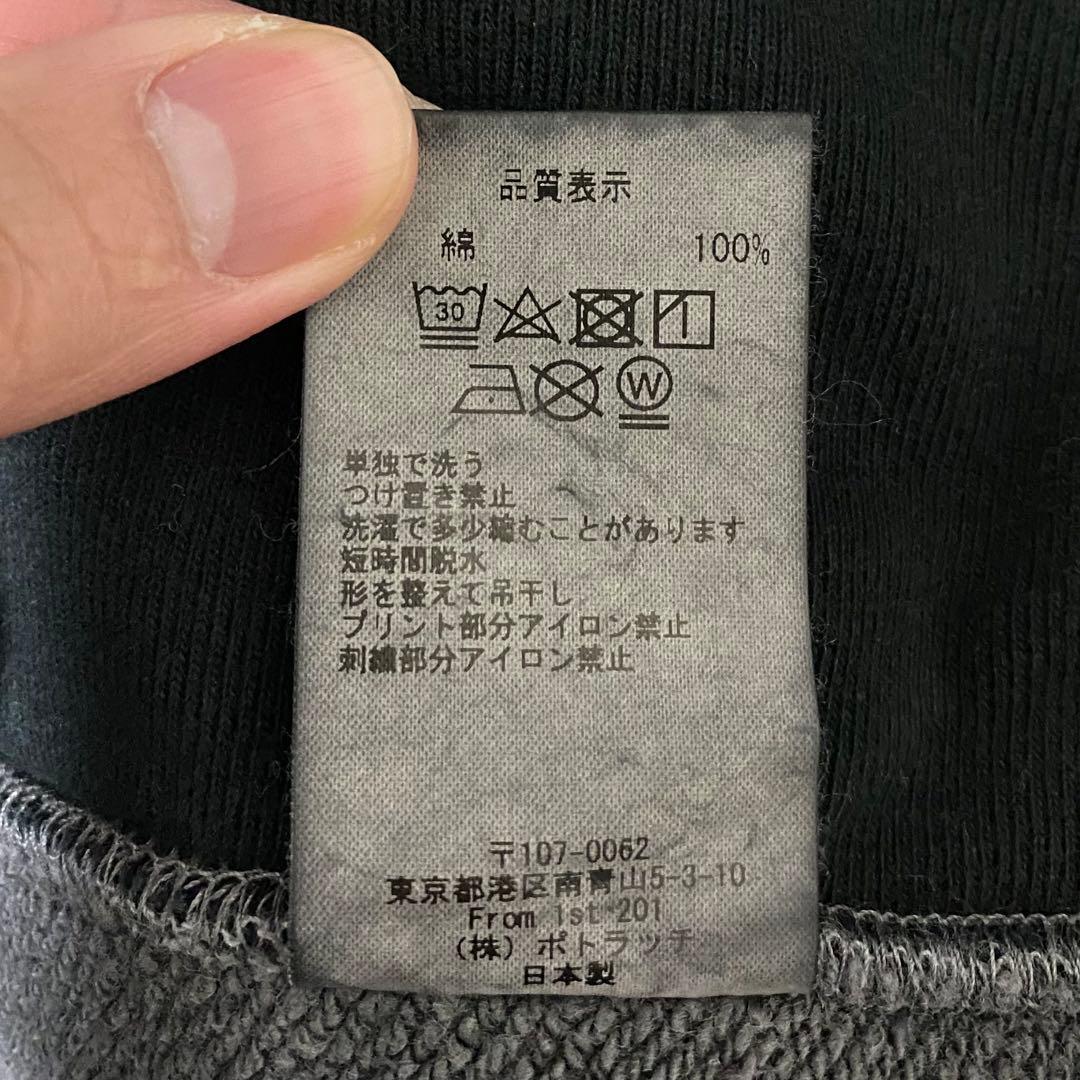 品質表示
綿 100%
30
W
単独で洗う
つけ置き禁止
洗濯で多少縮むことがあります
短時間脱水
形を整えて吊干し
プリント部分アイロン禁止
刺繍部分アイロン禁止
〒107-0062
東京都港区南青山5-3-10
From 1st 201
(株) ポトラッチ
日本製